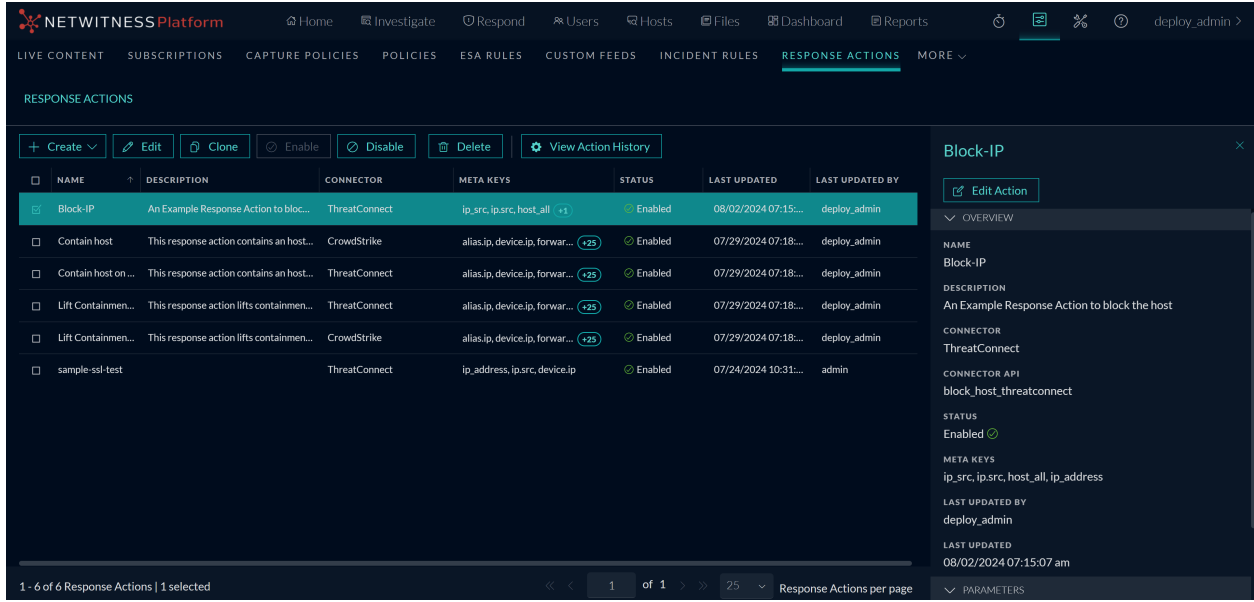 NETWITNESS Platform Home Investigate Respond Users Hosts Files Dashboard Reports deploy_admin >
LIVE CONTENT SUBSCRIPTIONS CAPTURE POLICIES POLICIES ESA RULES CUSTOM FEEDS INCIDENT RULES RESPONSE ACTIONS MORE
RESPONSE ACTIONS
+ Create Edit Clone Enable Disable Delete View Action History
NAME ↑ DESCRIPTION CONNECTOR META KEYS STATUS LAST UPDATED LAST UPDATED BY
Block-IP An Example Response Action to bloc... ThreatConnect ip_src, ip.src, host_all +1 Enabled 08/02/2024 07:15:... deploy_admin
Contain host This response action contains an host... CrowdStrike alias.ip, device.ip, forwar... +25 Enabled 07/29/2024 07:18:... deploy_admin
Contain host on ... This response action contains an host... ThreatConnect alias.ip, device.ip, forwar... +25 Enabled 07/29/2024 07:18:... deploy_admin
Lift Containmen... This response action lifts containmen... ThreatConnect alias.ip, device.ip, forwar... +25 Enabled 07/29/2024 07:18:... deploy_admin
Lift Containmen... This response action lifts containmen... CrowdStrike alias.ip, device.ip, forwar... +25 Enabled 07/29/2024 07:18:... deploy_admin
sample-ssl-test ThreatConnect ip_address, ip.src, device.ip Enabled 07/24/2024 10:31:... admin
1 - 6 of 6 Response Actions | 1 selected << < 1 of 1 > >> 25 Response Actions per page
Block-IP ×
Edit Action
OVERVIEW
NAME
Block-IP
DESCRIPTION
An Example Response Action to block the host
CONNECTOR
ThreatConnect
CONNECTOR API
block_host_threatconnect
STATUS
Enabled
META KEYS
ip_src, ip.src, host_all, ip_address
LAST UPDATED BY
deploy_admin
LAST UPDATED
08/02/2024 07:15:07 am
PARAMETERS